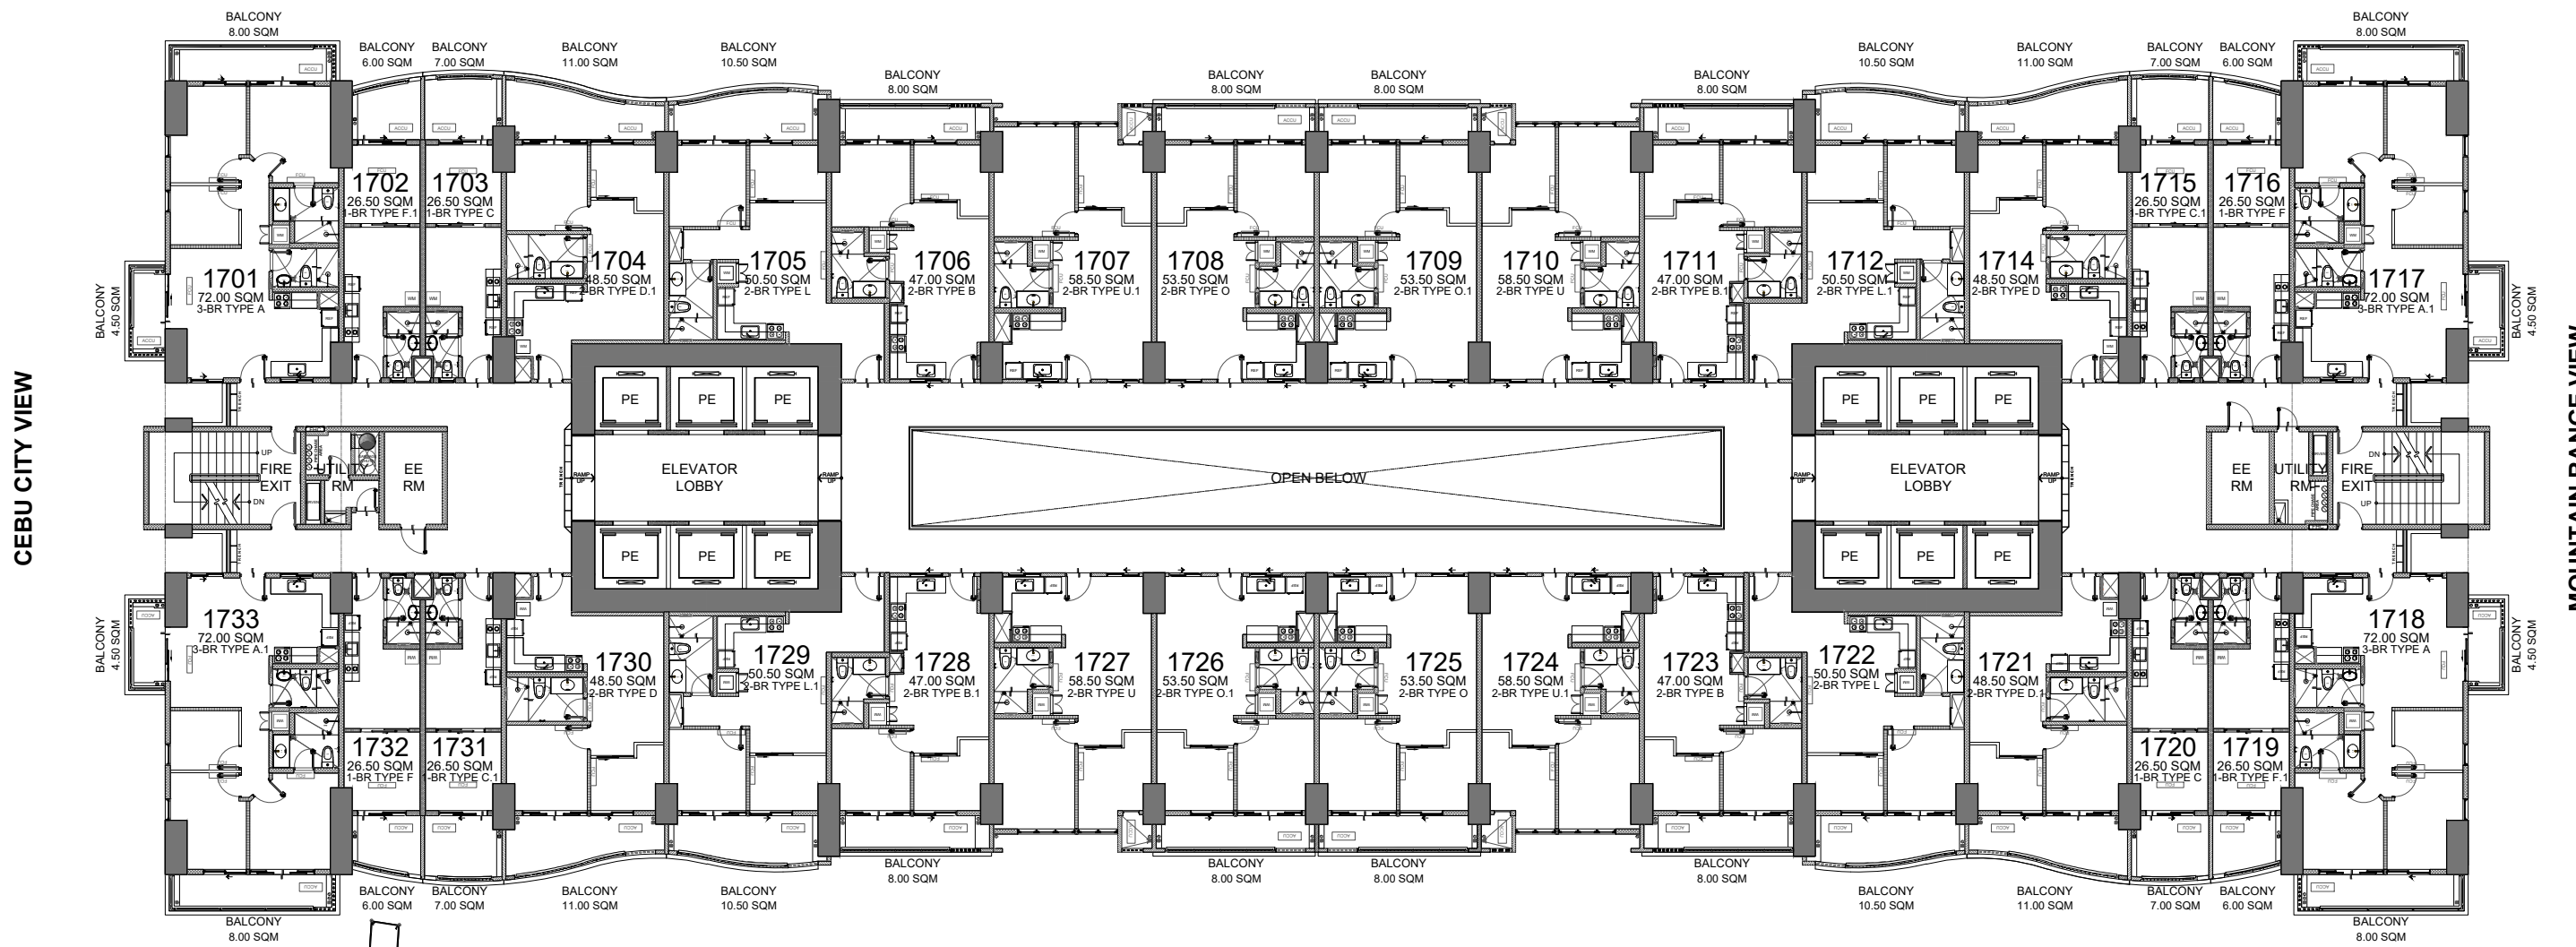 BALCONY
8.00 SQM
BALCONY
6.00 SQM
BALCONY
7.00 SQM
BALCONY
11.00 SQM
BALCONY
10.50 SQM
BALCONY
8.00 SQM
BALCONY
8.00 SQM
BALCONY
8.00 SQM
BALCONY
8.00 SQM
BALCONY
10.50 SQM
BALCONY
11.00 SQM
BALCONY
7.00 SQM
BALCONY
6.00 SQM
BALCONY
8.00 SQM
1701
72.00 SQM
3-BR TYPE A
1702
26.50 SQM
1-BR TYPE F.1
1703
26.50 SQM
1-BR TYPE C
1704
48.50 SQM
2-BR TYPE D.1
1705
50.50 SQM
2-BR TYPE L
1706
47.00 SQM
2-BR TYPE B
1707
58.50 SQM
2-BR TYPE U.1
1708
53.50 SQM
2-BR TYPE O
1709
53.50 SQM
2-BR TYPE O.1
1710
58.50 SQM
2-BR TYPE U
1711
47.00 SQM
2-BR TYPE B.1
1712
50.50 SQM
2-BR TYPE L.1
1714
48.50 SQM
2-BR TYPE D
1715
26.50 SQM
1-BR TYPE C.1
1716
26.50 SQM
1-BR TYPE F
1717
72.00 SQM
3-BR TYPE A.1
BALCONY
4.50 SQM
BALCONY
4.50 SQM
CEBU CITY VIEW
MOUNTAIN RANGE VIEW
PE
PE
PE
PE
PE
PE
UP
FIRE
EXIT
DN
UTILITY
RM
EE
RM
RAMP
UP
ELEVATOR
LOBBY
RAMP
UP
OPEN BELOW
RAMP
UP
ELEVATOR
LOBBY
RAMP
UP
EE
RM
UTILITY
RM
FIRE
EXIT
DN
UP
PE
PE
PE
PE
PE
PE
BALCONY
4.50 SQM
1733
72.00 SQM
3-BR TYPE A.1
1732
26.50 SQM
1-BR TYPE F
1731
26.50 SQM
1-BR TYPE C.1
1730
48.50 SQM
2-BR TYPE D
1729
50.50 SQM
2-BR TYPE L.1
1728
47.00 SQM
2-BR TYPE B.1
1727
58.50 SQM
2-BR TYPE U
1726
53.50 SQM
2-BR TYPE O.1
1725
53.50 SQM
2-BR TYPE O
1724
58.50 SQM
2-BR TYPE U.1
1723
47.00 SQM
2-BR TYPE B
1722
50.50 SQM
2-BR TYPE L
1721
48.50 SQM
2-BR TYPE D.1
1720
26.50 SQM
1-BR TYPE C
1719
26.50 SQM
1-BR TYPE F.1
1718
72.00 SQM
3-BR TYPE A
BALCONY
4.50 SQM
BALCONY
8.00 SQM
BALCONY
6.00 SQM
BALCONY
7.00 SQM
BALCONY
11.00 SQM
BALCONY
10.50 SQM
BALCONY
8.00 SQM
BALCONY
8.00 SQM
BALCONY
8.00 SQM
BALCONY
8.00 SQM
BALCONY
10.50 SQM
BALCONY
11.00 SQM
BALCONY
7.00 SQM
BALCONY
6.00 SQM
BALCONY
8.00 SQM